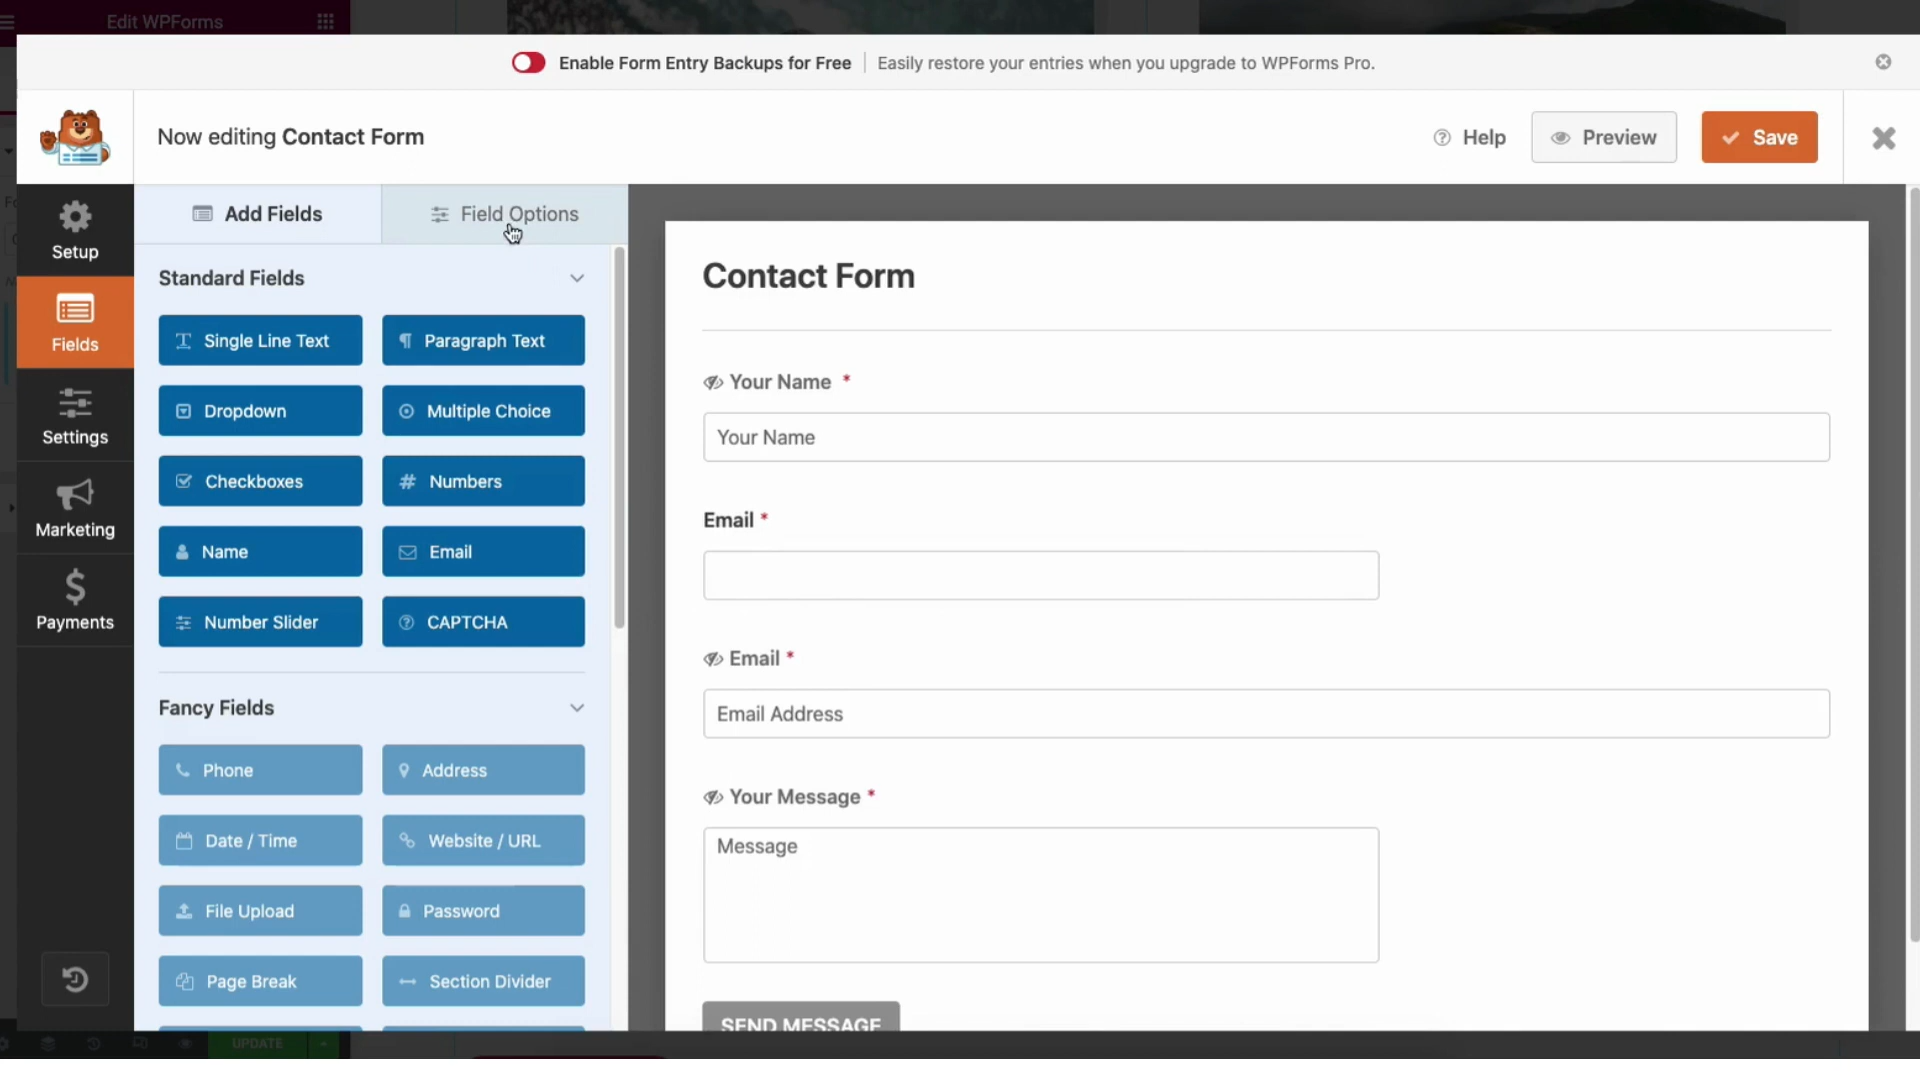 Edit WPForms
Enable Form Entry Backups for Free
Easily restore your entries when you upgrade to WPForms Pro.
Now editing Contact Form
Help
Preview
Save
Setup
Fields
Settings
Marketing
Payments
Add Fields
Field Options
Standard Fields
Single Line Text
Paragraph Text
Dropdown
Multiple Choice
Checkboxes
Numbers
Name
Email
Number Slider
CAPTCHA
Fancy Fields
Phone
Address
Date / Time
Website / URL
File Upload
Password
Page Break
Section Divider
Contact Form
Your Name *
Your Name
Email *
Email *
Email Address
Your Message *
Message
SEND MESSAGE
UPDATE